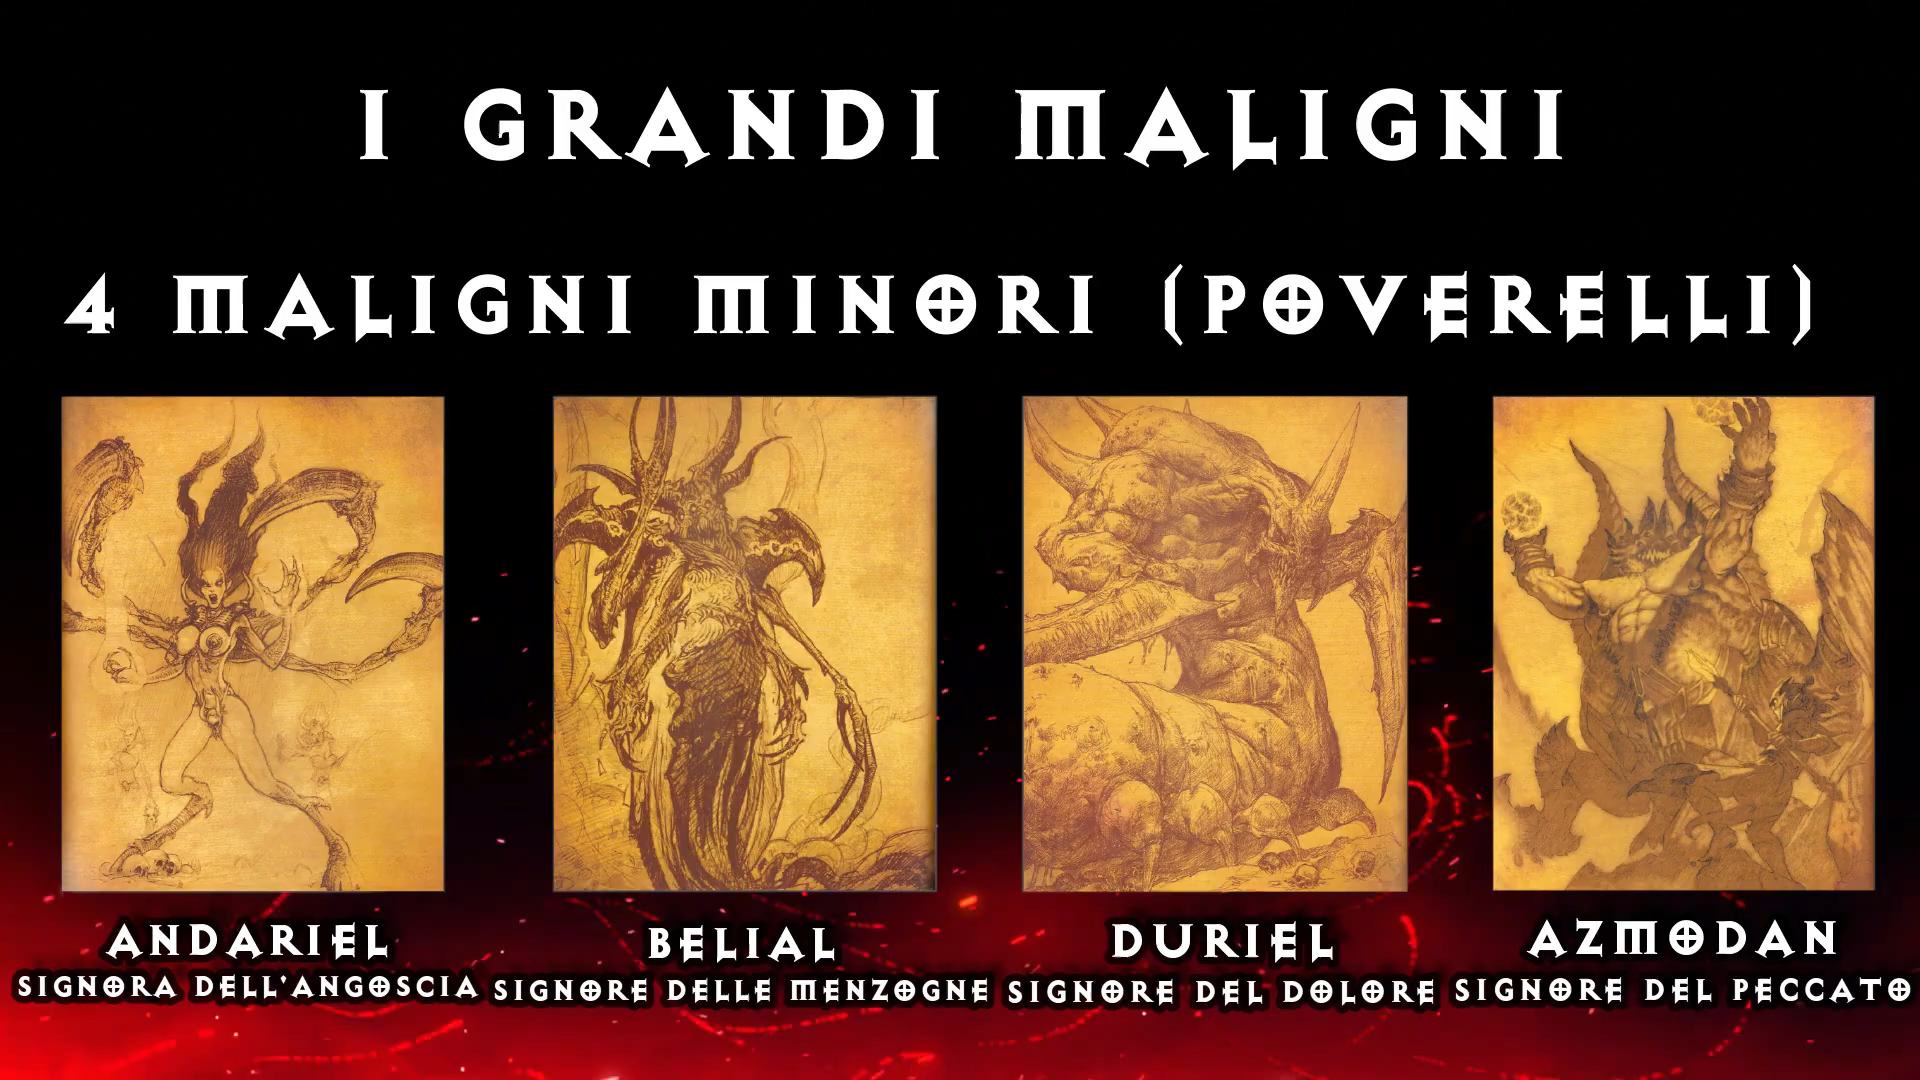 I GRANDI MALIGNI
4 MALIGNI MINORI (POVERELLI)
ANDARIEL
SIGNORA DELL'ANGOSCIA
BELIAL
SIGNORE DELLE MENZOGNE
DURIEL
SIGNORE DEL DOLORE
AZMODAN
SIGNORE DEL PECCATO